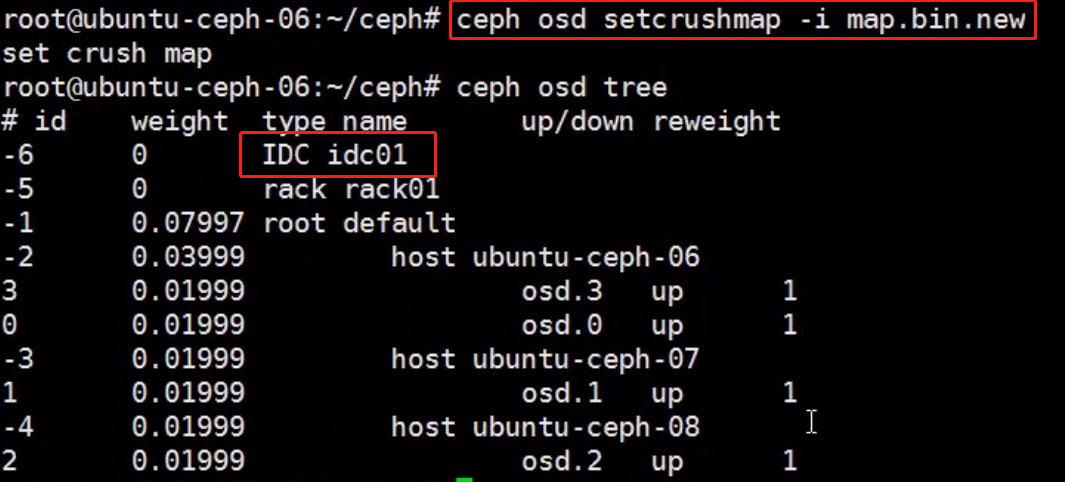 root@ubuntu-ceph-06:~/ceph# ceph osd setcrushmap -i map.bin.new
set crush map
root@ubuntu-ceph-06:~/ceph# ceph osd tree
# id    weight  type name       up/down reweight
-6      0       IDC idc01
-5      0       rack rack01
-1      0.07997 root default
-2      0.03999         host ubuntu-ceph-06
3       0.01999                 osd.3   up      1
0       0.01999                 osd.0   up      1
-3      0.01999         host ubuntu-ceph-07
1       0.01999                 osd.1   up      1
-4      0.01999         host ubuntu-ceph-08
2       0.01999                 osd.2   up      1